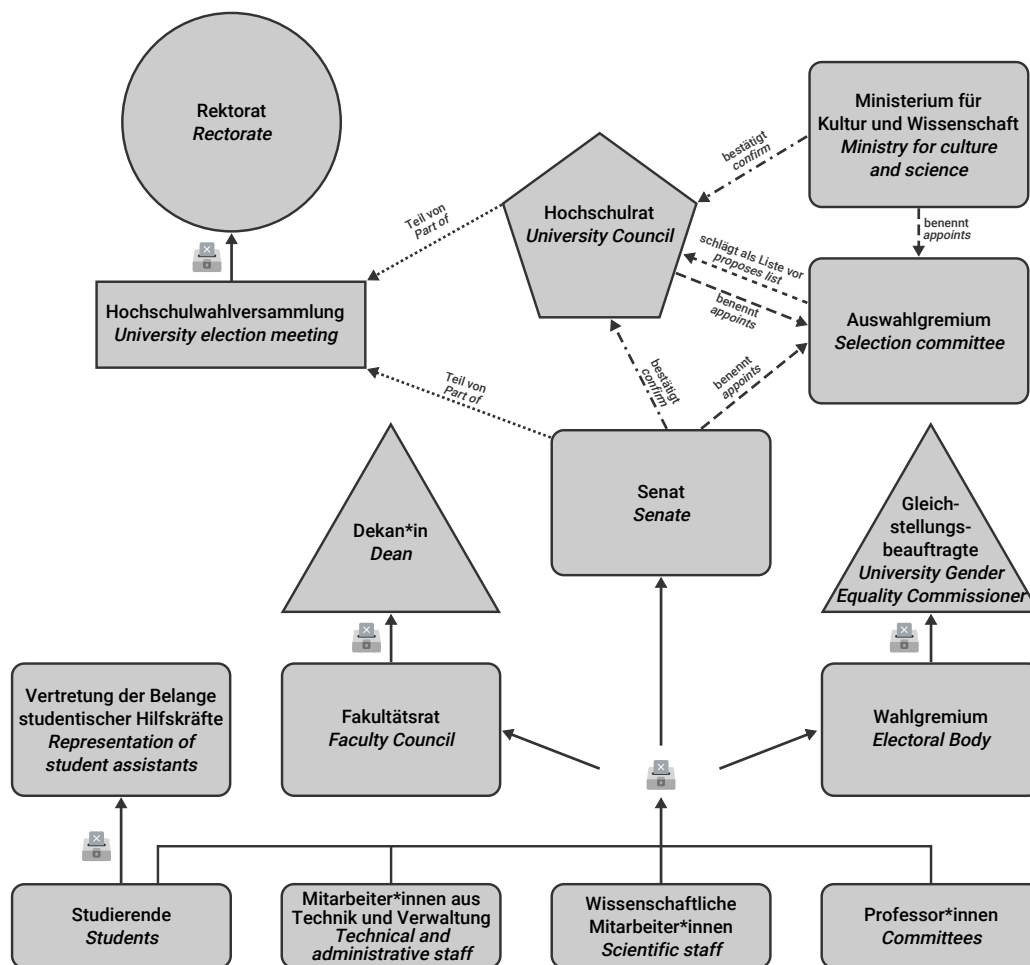 Rektorat
Rectorate
Ministerium für
Kultur und Wissenschaft
Ministry for culture
and science
bestätigt
confirm
Hochschulrat
University Council
Teil von
Part of
benennt
appoints
schlägt als Liste vor
proposes list
Hochschulwahlversammlung
University election meeting
benennt
appoints
Auswahlgremium
Selection committee
Teil von
Part of
bestätigt
confirm
benennt
appoints
Senat
Senate
Dekan*in
Dean
Gleich-
stellungs-
beauftragte
University Gender
Equality Commissioner
Vertretung der Belange
studentischer Hilfskräfte
Representation of
student assistants
Fakultätsrat
Faculty Council
Wahlgremium
Electoral Body
Studierende
Students
Mitarbeiter*innen aus
Technik und Verwaltung
Technical and
administrative staff
Wissenschaftliche
Mitarbeiter*innen
Scientific staff
Professor*innen
Committees